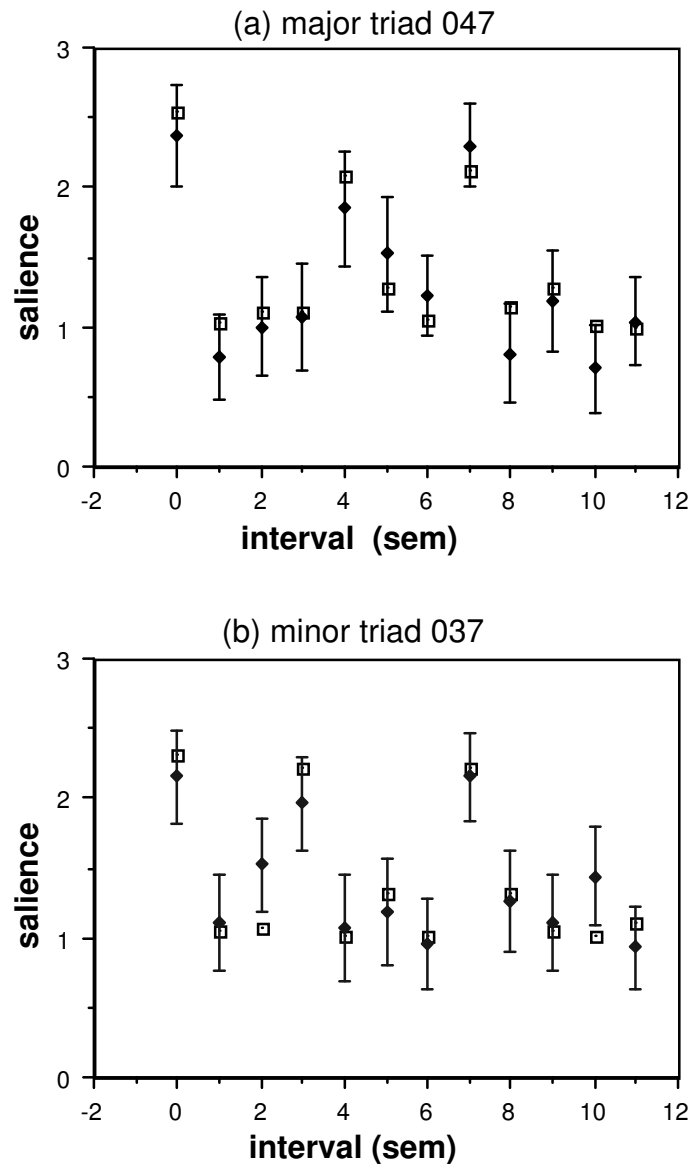 (a) major triad 047
3
2
1
0
salience
-2 0 2 4 6 8 10 12
interval (sem)
(b) minor triad 037
3
2
1
0
salience
-2 0 2 4 6 8 10 12
interval (sem)